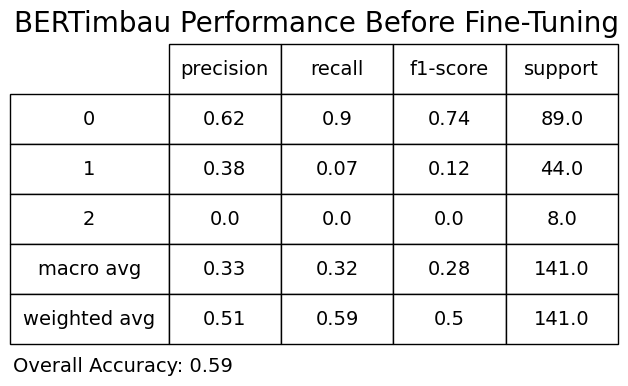 BERTimbau Performance Before Fine-Tuning
precision recall f1-score support
0 0.62 0.9 0.74 89.0
1 0.38 0.07 0.12 44.0
2 0.0 0.0 0.0 8.0
macro avg 0.33 0.32 0.28 141.0
weighted avg 0.51 0.59 0.5 141.0
Overall Accuracy: 0.59